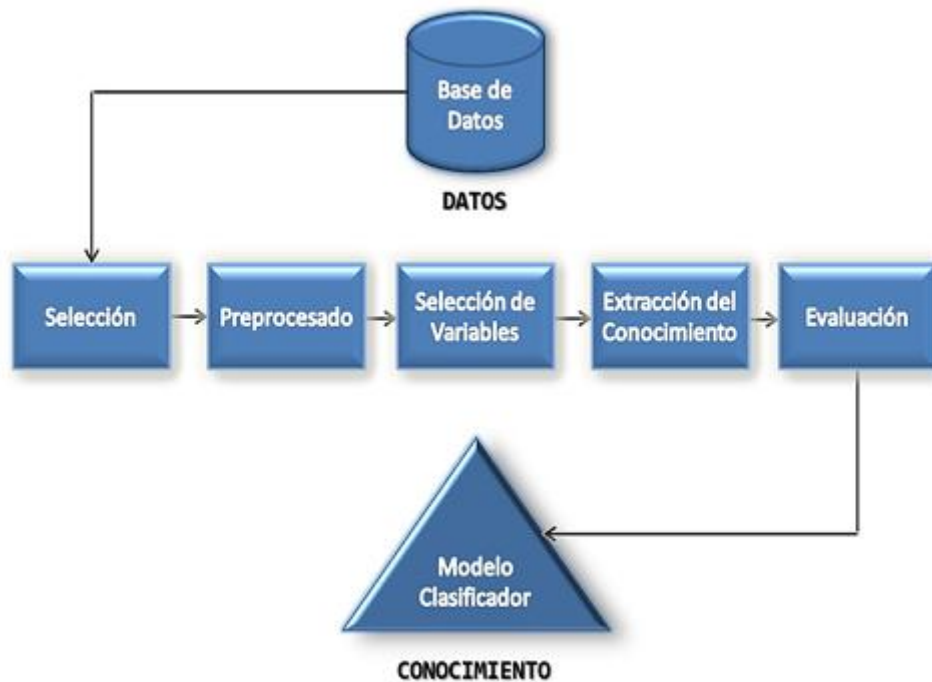 Base de
Datos
DATOS
Selección
Preprocesado
Selección de
Variables
Extracción del
Conocimiento
Evaluación
Modelo
Clasificador
CONOCIMIENTO